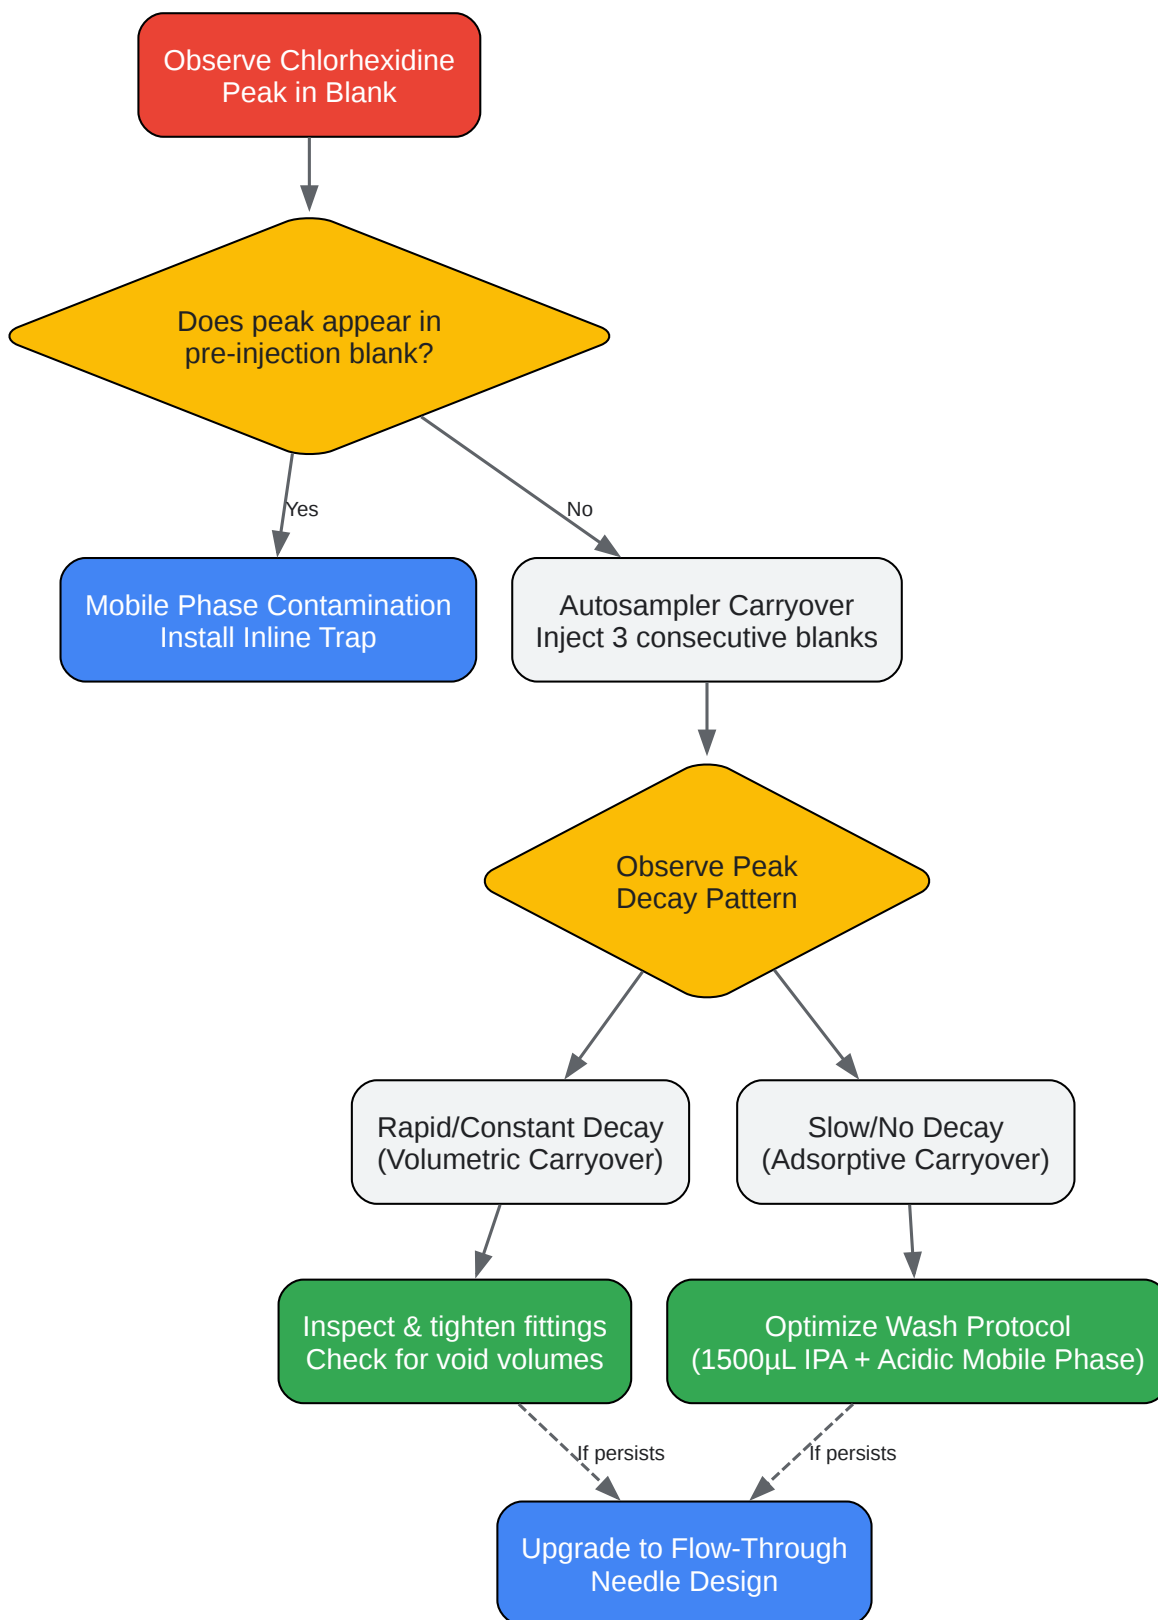 Observe Chlorhexidine
Peak in Blank
Does peak appear in
pre-injection blank?
Yes
No
Mobile Phase Contamination
Install Inline Trap
Autosampler Carryover
Inject 3 consecutive blanks
Observe Peak
Decay Pattern
Rapid/Constant Decay
(Volumetric Carryover)
Slow/No Decay
(Adsorptive Carryover)
Inspect & tighten fittings
Check for void volumes
Optimize Wash Protocol
(1500µL IPA + Acidic Mobile Phase)
If persists
If persists
Upgrade to Flow-Through
Needle Design